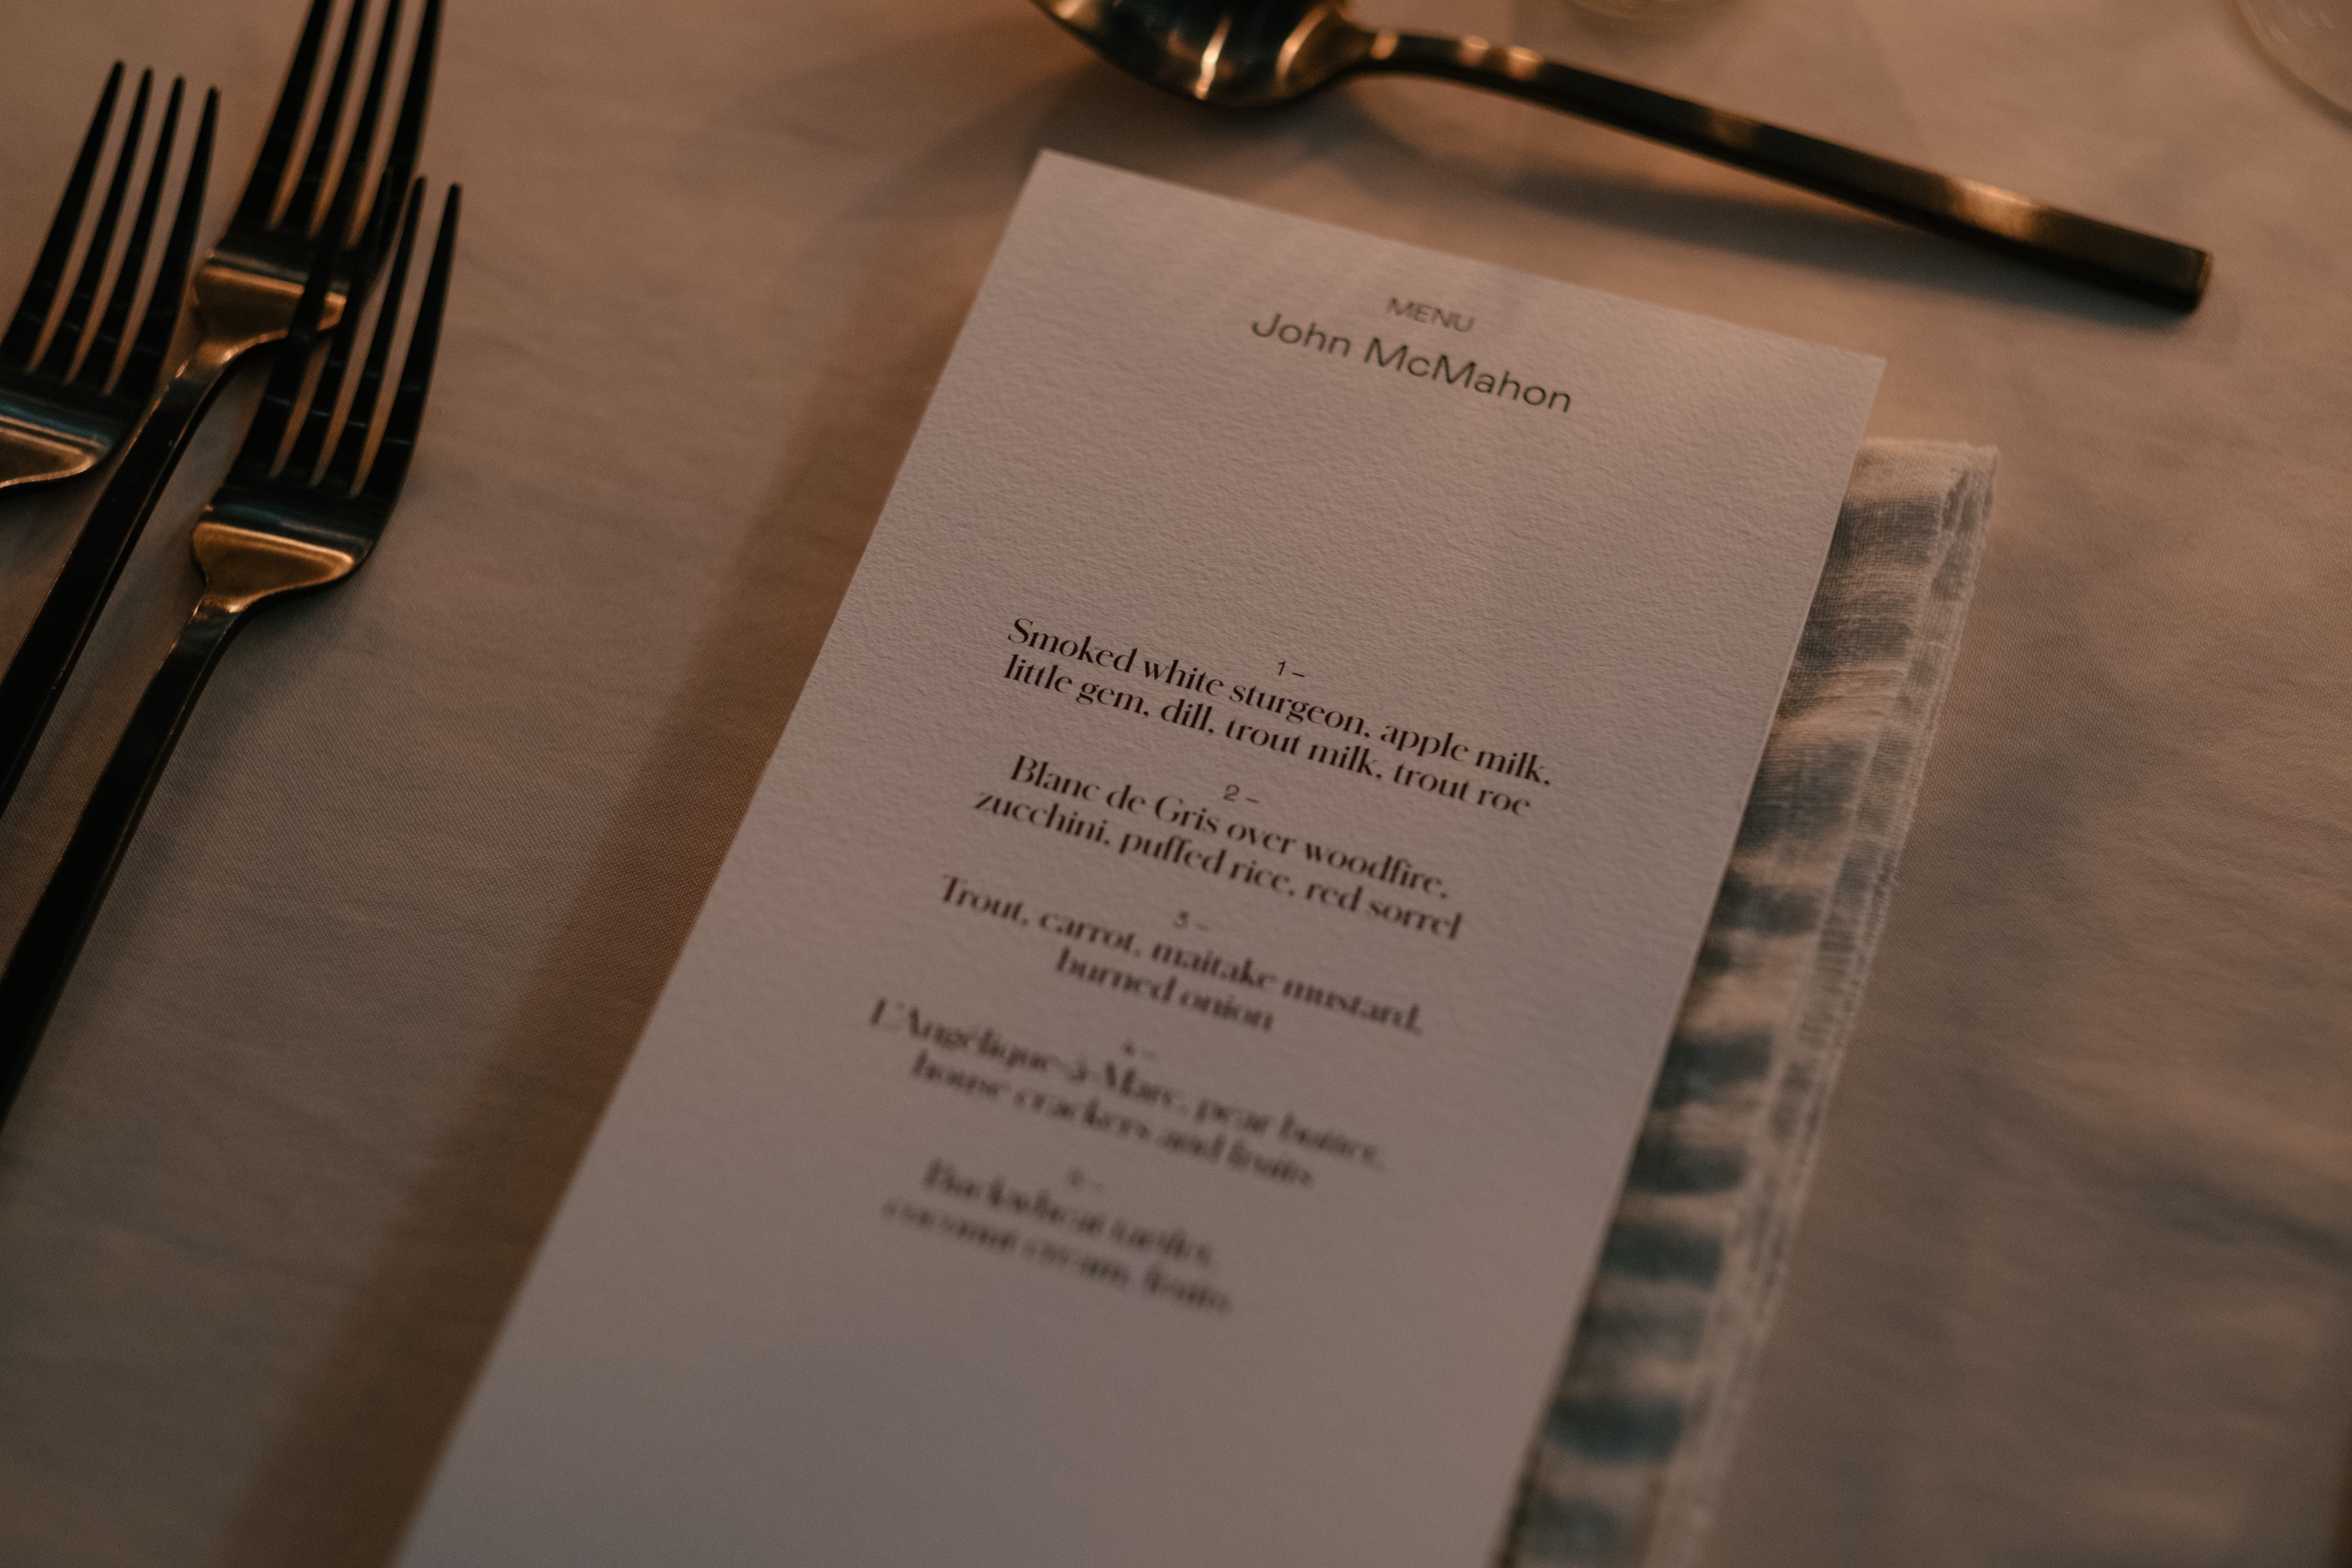 MENU
John McMahon
1 –
Smoked white sturgeon, apple milk,
little gem, dill, trout milk, trout roe
2 –
Blanc de Gris over woodfire,
zucchini, puffed rice, red sorrel
3 –
Trout, carrot, maitake mustard,
burned onion
4 –
L'Angélique-à-Marc, pear butter,
house crackers and fruits
Buckwheat
coconut cream, fruits